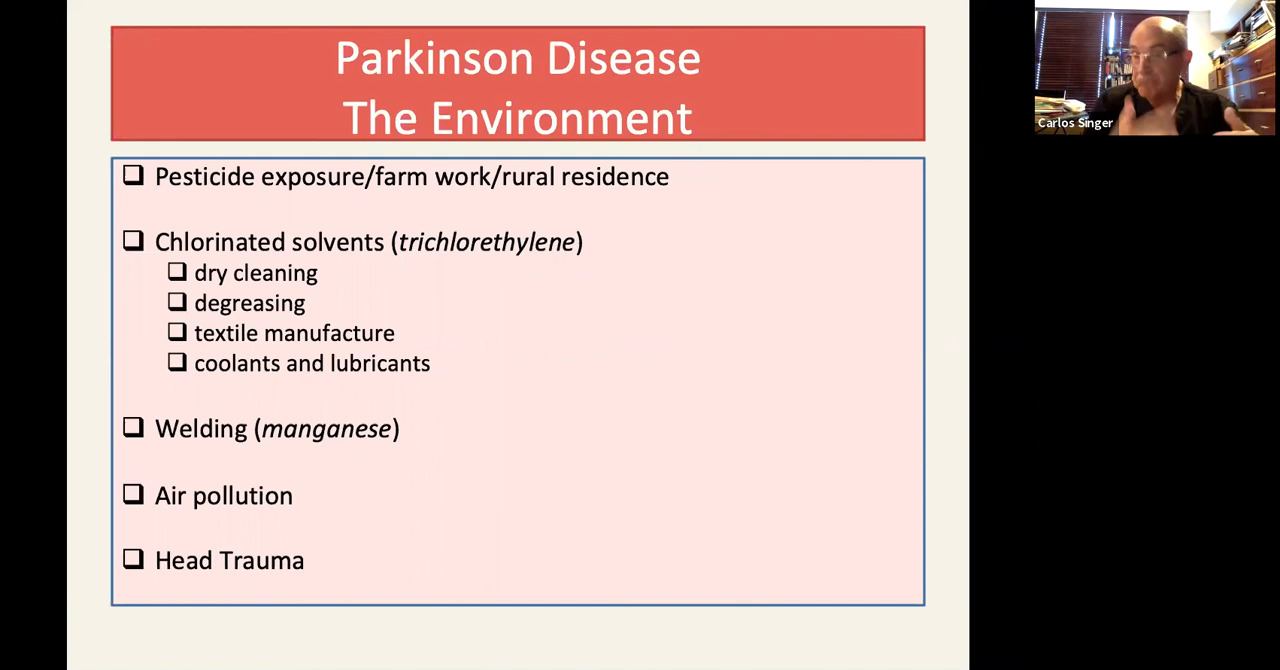 Parkinson Disease
The Environment
Pesticide exposure/farm work/rural residence
Chlorinated solvents (trichlorethylene)
dry cleaning
degreasing
textile manufacture
coolants and lubricants
Welding (manganese)
Air pollution
Head Trauma
Carlos Singer